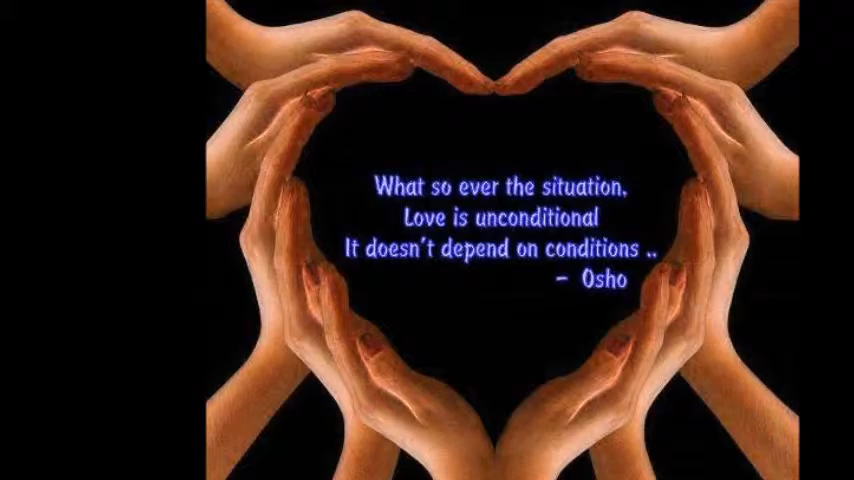 What so ever the situation,
Love is unconditional
It doesn't depend on conditions ..
- Osho